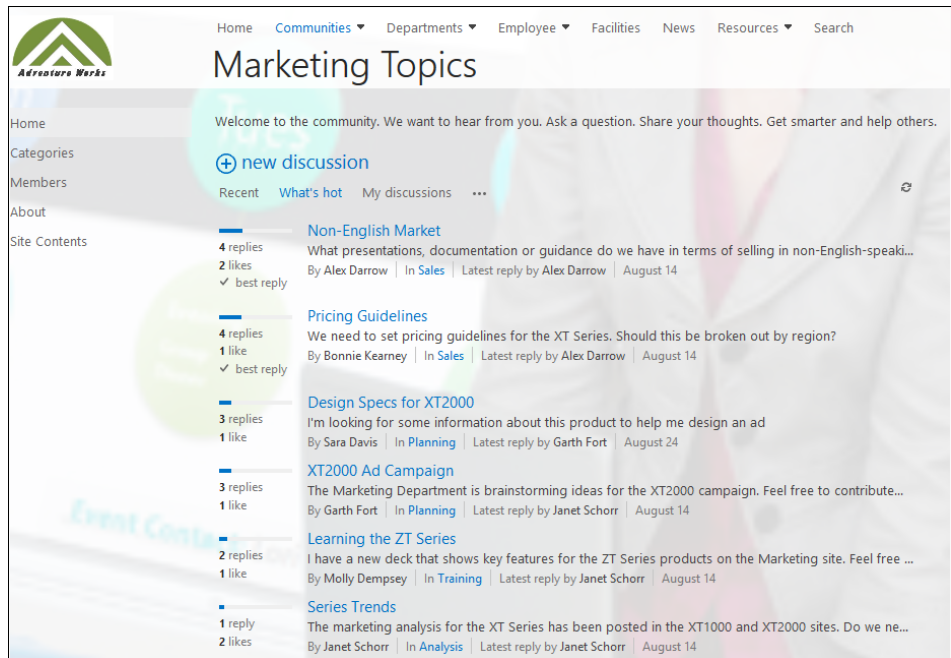 Adventure Works
Home Communities Departments Employee Facilities News Resources Search
Marketing Topics
Home
Categories
Members
About
Site Contents
Welcome to the community. We want to hear from you. Ask a question. Share your thoughts. Get smarter and help others.
new discussion
Recent What's hot My discussions •••
Non-English Market
What presentations, documentation or guidance do we have in terms of selling in non-English-speaki...
4 replies
2 likes
✓ best reply
By Alex Darrow | In Sales | Latest reply by Alex Darrow | August 14
Pricing Guidelines
We need to set pricing guidelines for the XT Series. Should this be broken out by region?
4 replies
1 like
✓ best reply
By Bonnie Kearney | In Sales | Latest reply by Alex Darrow | August 14
Design Specs for XT2000
I'm looking for some information about this product to help me design an ad
3 replies
1 like
By Sara Davis | In Planning | Latest reply by Garth Fort | August 24
XT2000 Ad Campaign
The Marketing Department is brainstorming ideas for the XT2000 campaign. Feel free to contribute...
3 replies
1 like
By Garth Fort | In Planning | Latest reply by Janet Schorr | August 14
Learning the ZT Series
I have a new deck that shows key features for the ZT Series products on the Marketing site. Feel free ...
2 replies
1 like
By Molly Dempsey | In Training | Latest reply by Janet Schorr | August 14
Series Trends
The marketing analysis for the XT Series has been posted in the XT1000 and XT2000 sites. Do we ne...
1 reply
2 likes
By Janet Schorr | In Analysis | Latest reply by Janet Schorr | August 14
Tues
Event